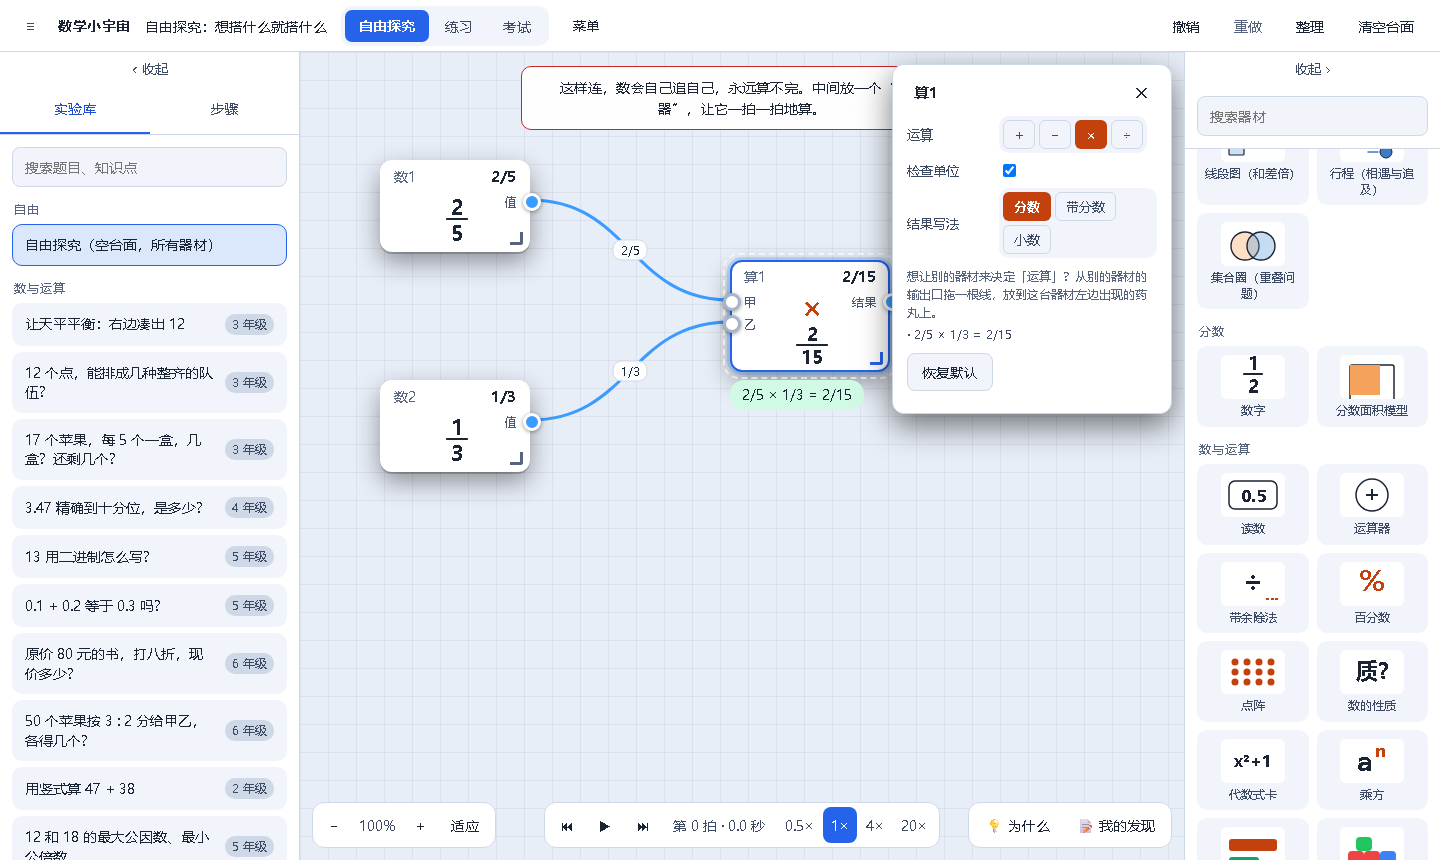 ≡ 数学小宇宙 自由探究：想搭什么就搭什么 自由探究 练习 考试 菜单 撤销 重做 整理 清空台面
‹ 收起
实验库 步骤
搜索题目、知识点
自由
自由探究（空台面，所有器材）
数与运算
让天平平衡：右边凑出 12 3 年级
12 个点，能排成几种整齐的队
伍？ 3 年级
17 个苹果，每 5 个一盒，几
盒？还剩几个？ 3 年级
3.47 精确到十分位，是多少？ 4 年级
13 用二进制怎么写？ 5 年级
0.1 + 0.2 等于 0.3 吗？ 5 年级
原价 80 元的书，打八折，现
价多少？ 6 年级
50 个苹果按 3 : 2 分给甲乙，
各得几个？ 6 年级
用竖式算 47 + 38 2 年级
12 和 18 的最大公因数、最小
公倍数 5 年级
这样连，数会自己追自己，永远算不完。中间放一个“
器”，让它一拍一拍地算。
数1 2/5
值
2
5
2/5
数2 1/3
值
1
3
1/3
算1 2/15
甲 结果
乙
×
2
15
2/5 × 1/3 = 2/15
算1 ✕
运算 + − × ÷
检查单位
结果写法 分数 带分数
小数
想让别的器材来决定「运算」？从别的器材的
输出口拖一根线，放到这台器材左边出现的药
丸上。
· 2/5 × 1/3 = 2/15
恢复默认
− 100% + 适应
第 0 拍 · 0.0 秒 0.5× 1× 4× 20×
为什么 我的发现
收起 ›
搜索器材
线段图（和差倍） 行程（相遇与追
及）
集合圈（重叠问
题）
分数
1
2
数字 分数面积模型
数与运算
0.5 +
读数 运算器
÷ ... %
带余除法 百分数
质?
点阵 数的性质
x²+1 aⁿ
代数式卡 乘方